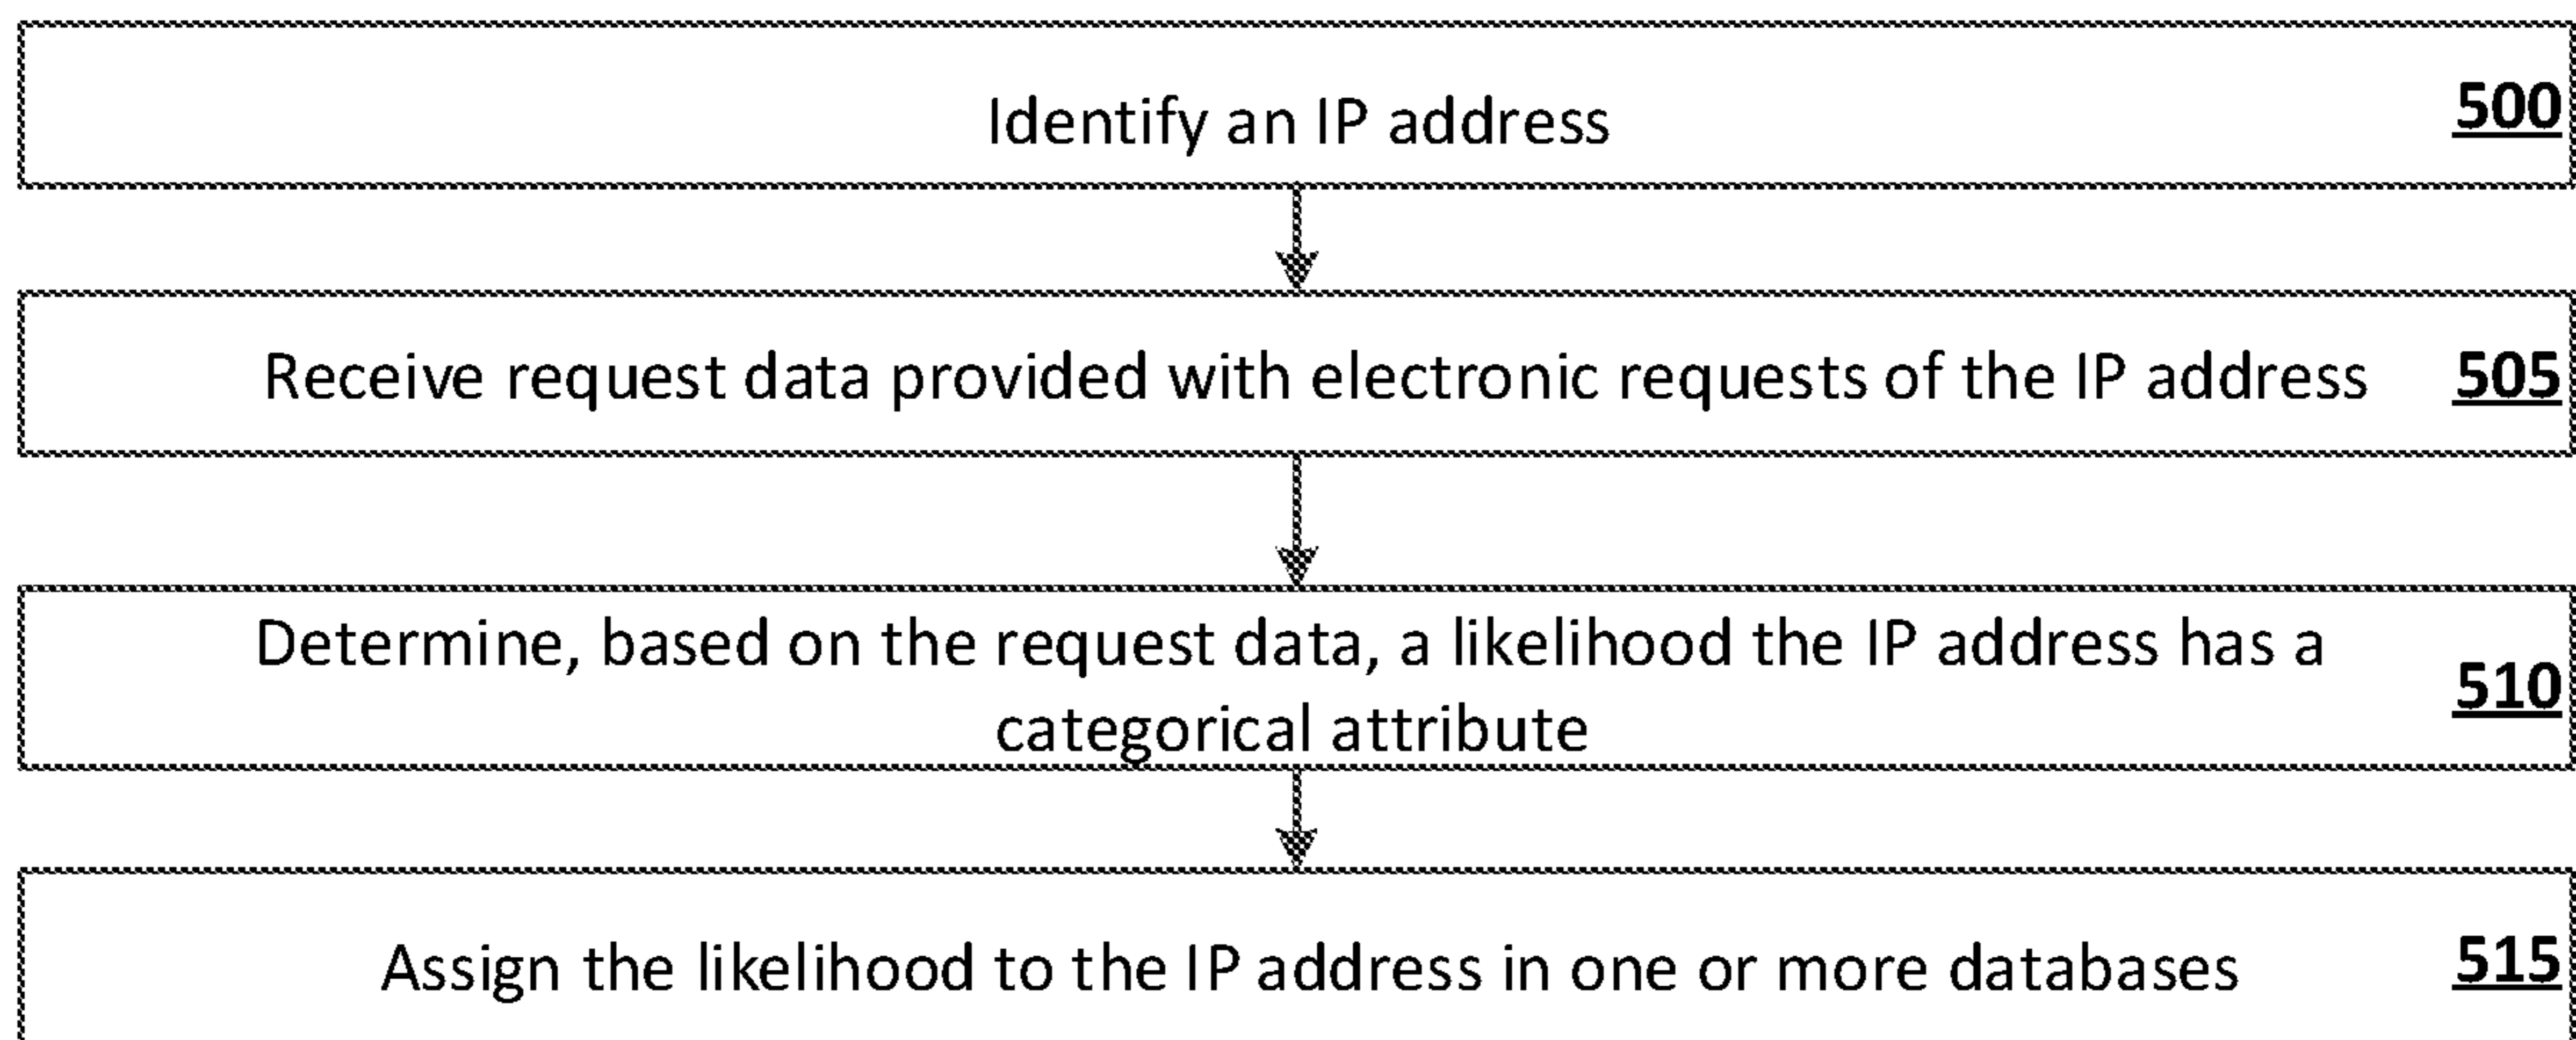 Identify an IP address 500
Receive request data provided with electronic requests of the IP address 505
Determine, based on the request data, a likelihood the IP address has a
categorical attribute 510
Assign the likelihood to the IP address in one or more databases 515